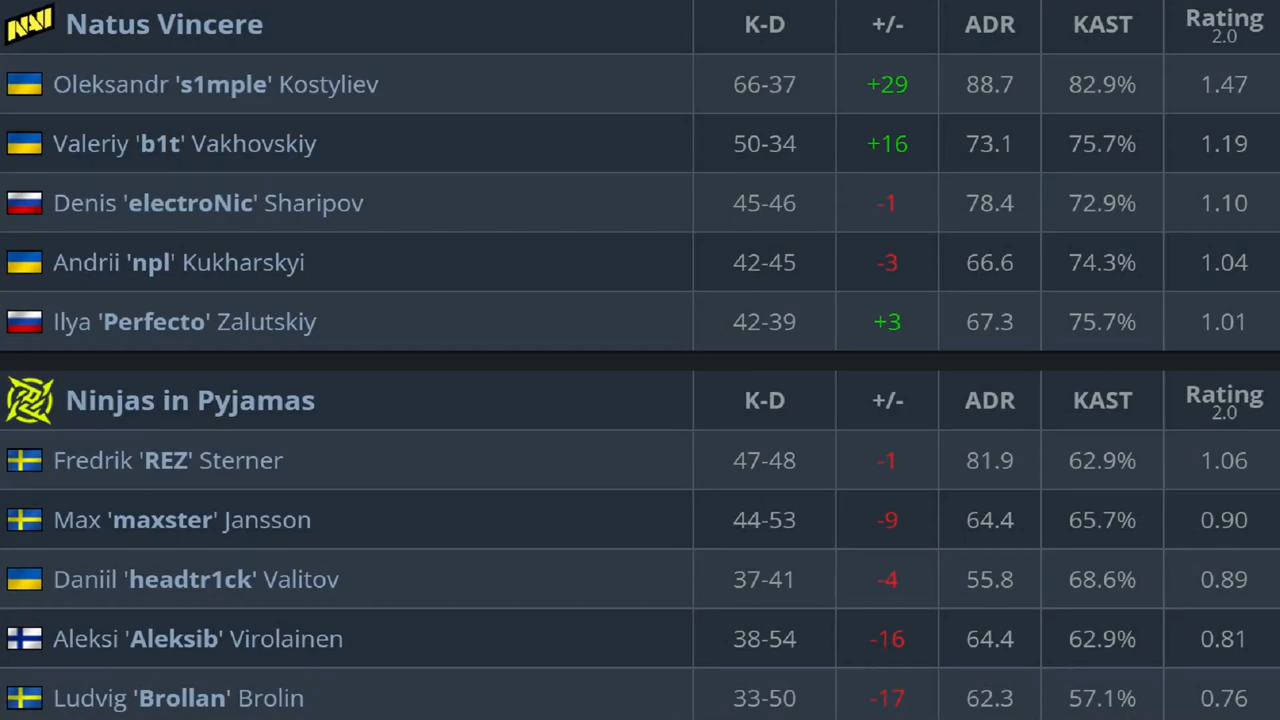 NAVI Natus Vincere K-D +/- ADR KAST Rating 2.0
Oleksandr 's1mple' Kostyliev 66-37 +29 88.7 82.9% 1.47
Valeriy 'b1t' Vakhovskiy 50-34 +16 73.1 75.7% 1.19
Denis 'electroNic' Sharipov 45-46 -1 78.4 72.9% 1.10
Andrii 'npl' Kukharskyi 42-45 -3 66.6 74.3% 1.04
Ilya 'Perfecto' Zalutskiy 42-39 +3 67.3 75.7% 1.01
Ninjas in Pyjamas K-D +/- ADR KAST Rating 2.0
Fredrik 'REZ' Sterner 47-48 -1 81.9 62.9% 1.06
Max 'maxster' Jansson 44-53 -9 64.4 65.7% 0.90
Daniil 'headtr1ck' Valitov 37-41 -4 55.8 68.6% 0.89
Aleksi 'Aleksib' Virolainen 38-54 -16 64.4 62.9% 0.81
Ludvig 'Brollan' Brolin 33-50 -17 62.3 57.1% 0.76